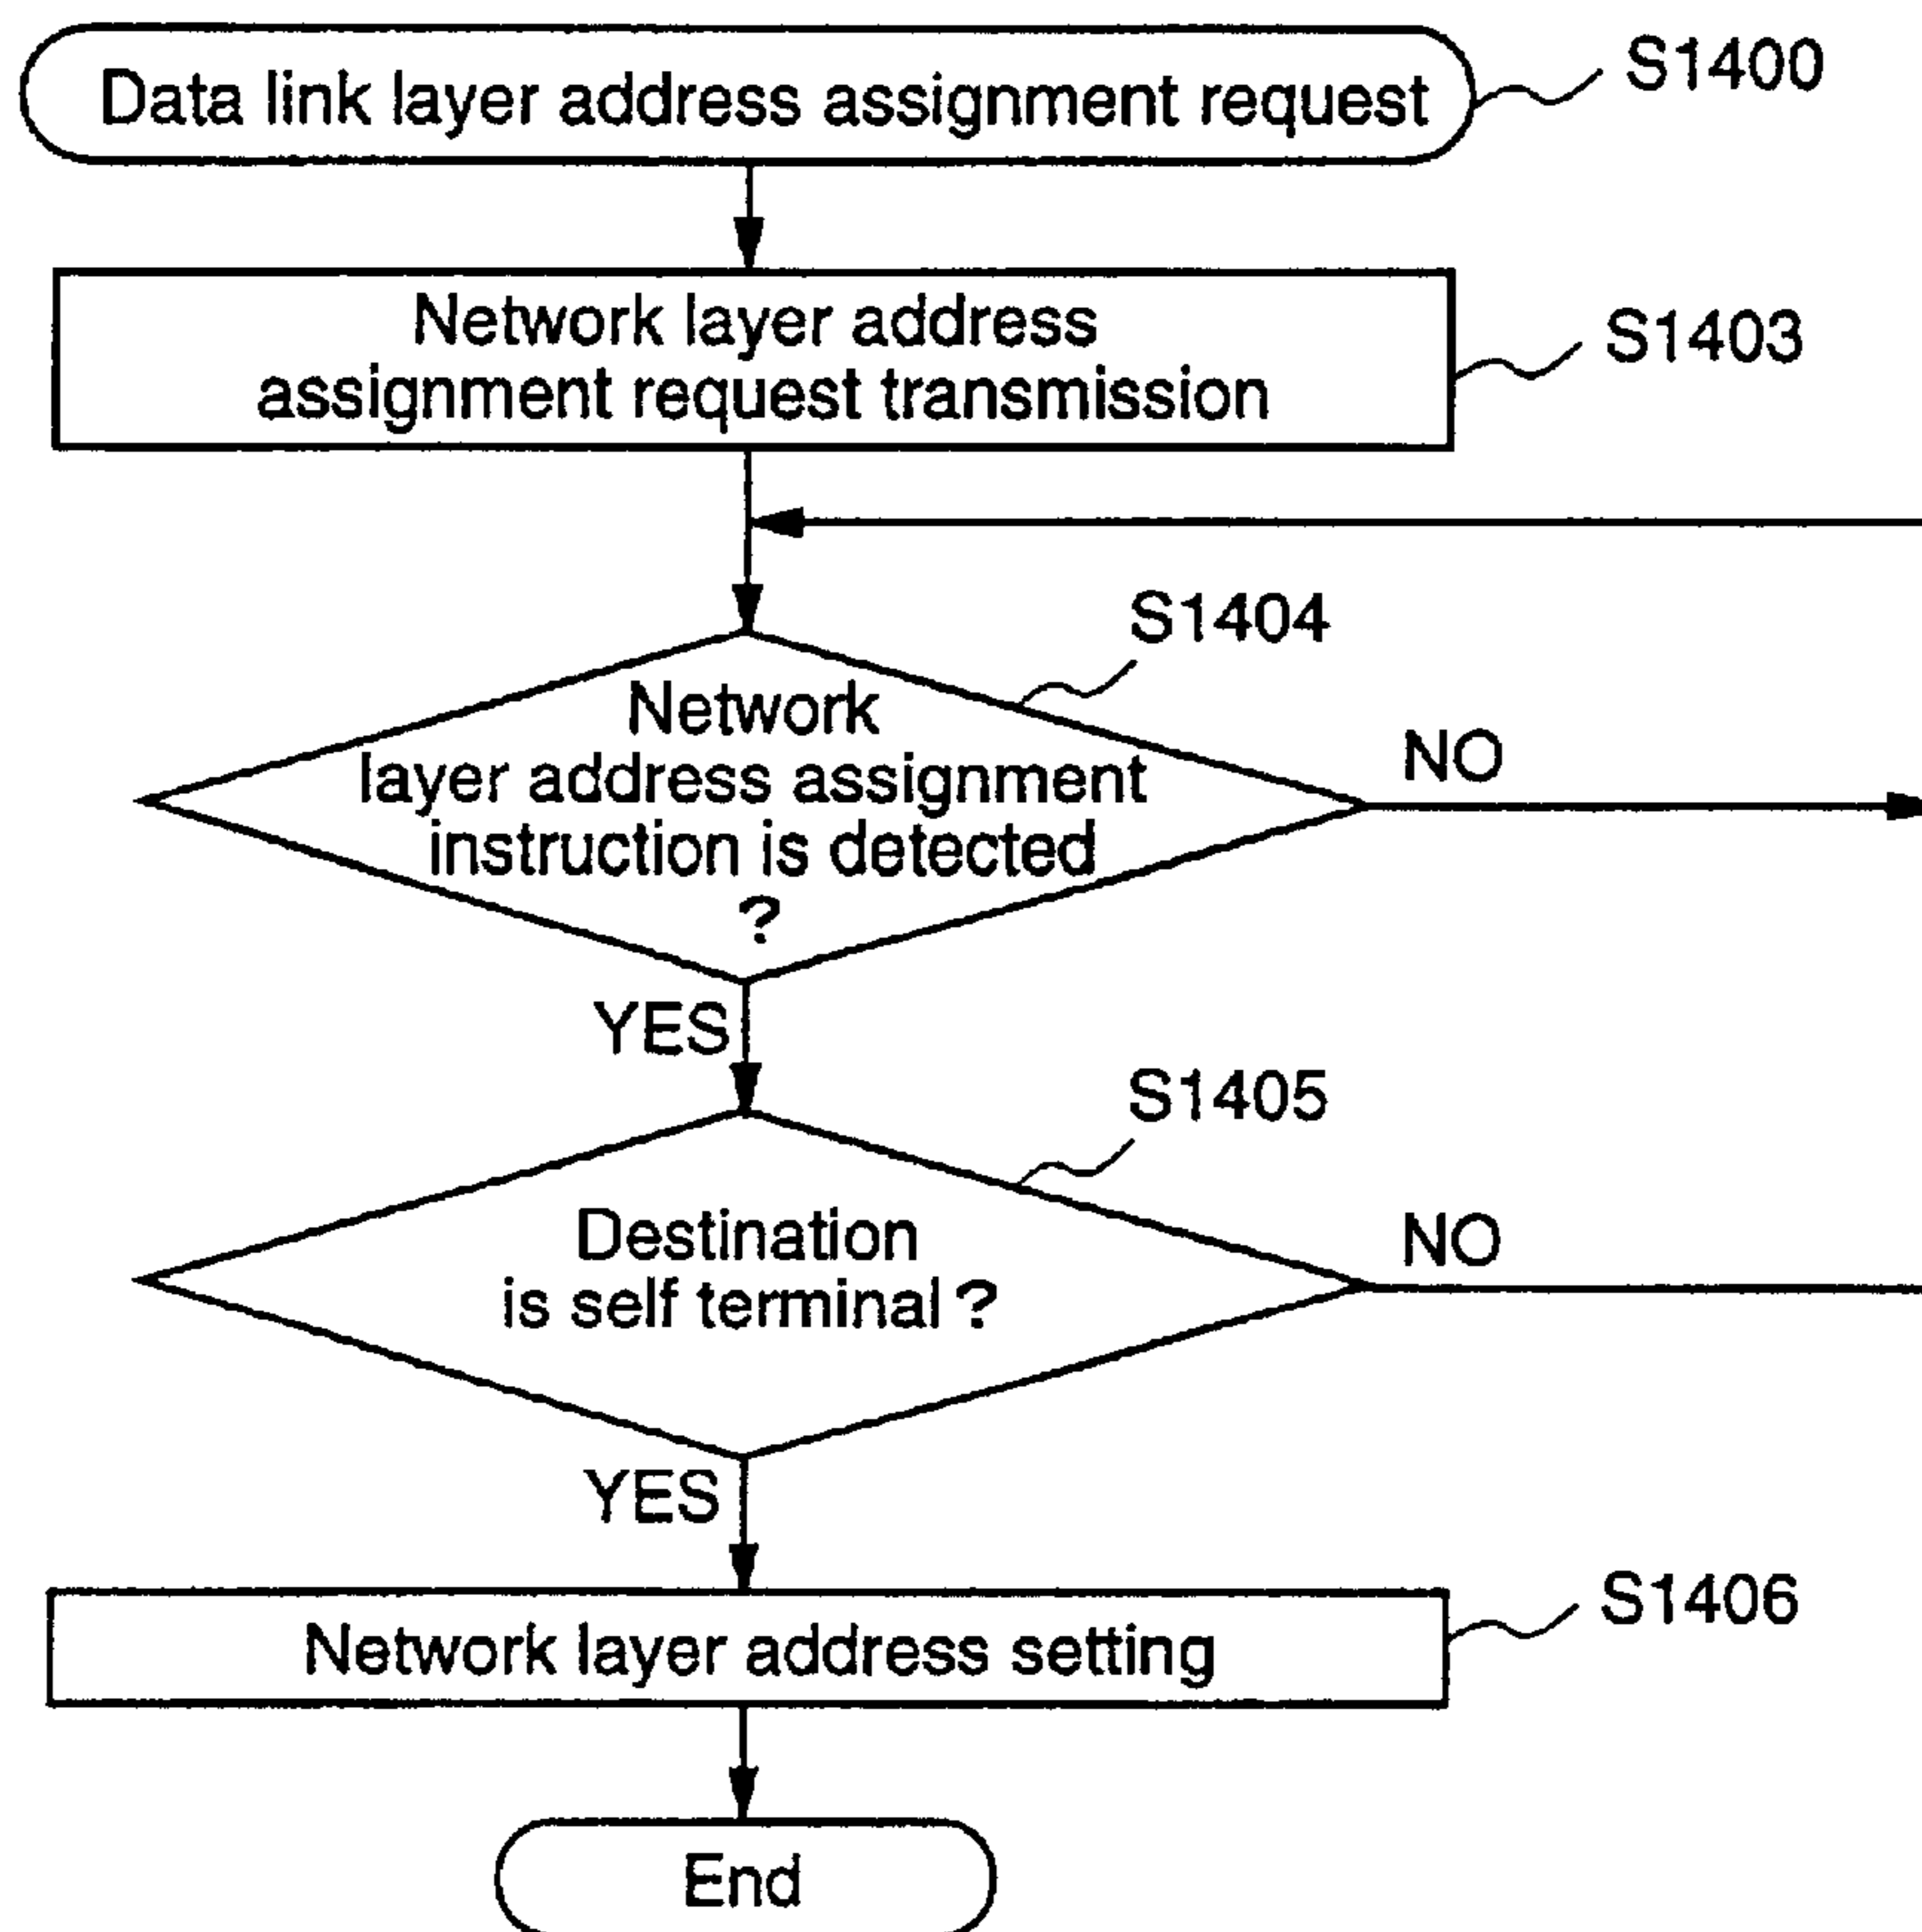 Data link layer address assignment request
S1400
Network layer address
assignment request transmission
S1403
S1404
Network
layer address assignment
instruction is detected
?
NO
YES
S1405
Destination
is self terminal ?
NO
YES
Network layer address setting
S1406
End